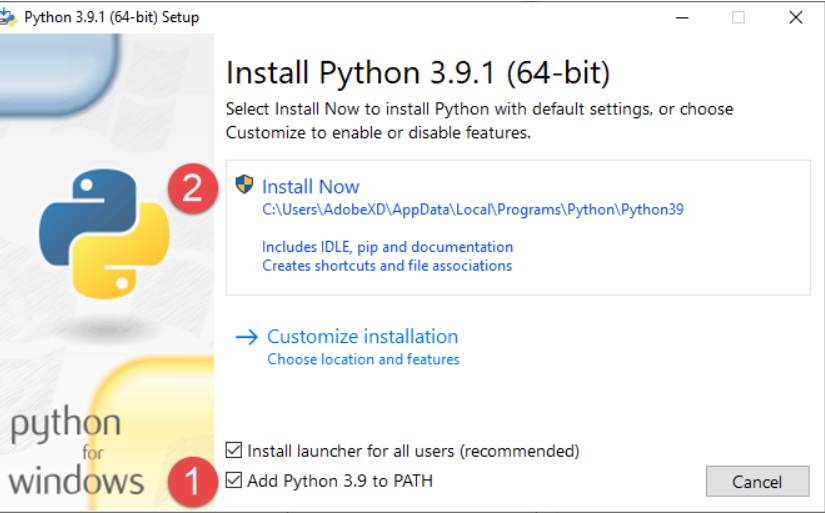 Python 3.9.1 (64-bit) Setup
Install Python 3.9.1 (64-bit)
Select Install Now to install Python with default settings, or choose
Customize to enable or disable features.
2
Install Now
C:\Users\AdobeXD\AppData\Local\Programs\Python\Python39
Includes IDLE, pip and documentation
Creates shortcuts and file associations
Customize installation
Choose location and features
python
for
windows
Install launcher for all users (recommended)
1
Add Python 3.9 to PATH
Cancel